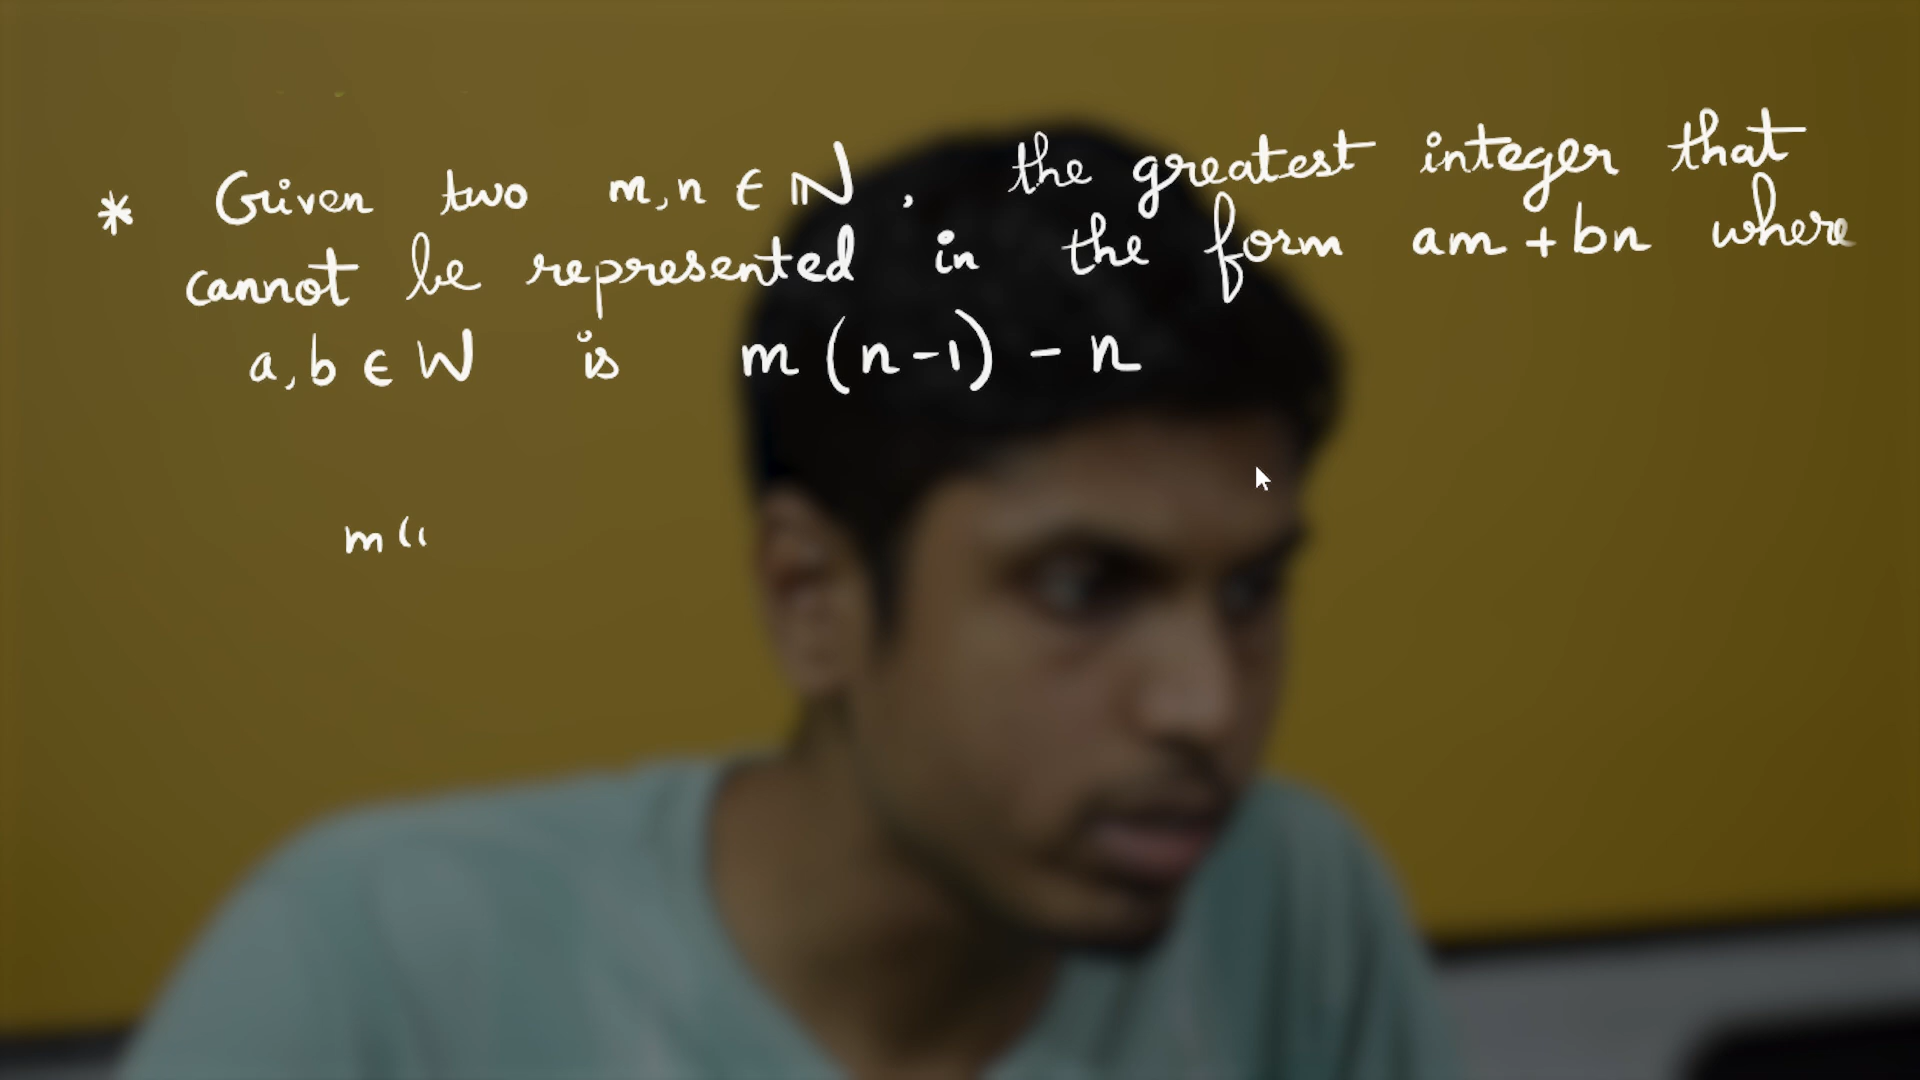 * Given two m, n ∈ ℕ, the greatest integer that
cannot be represented in the form am + bn where
a, b ∈ W is m (n-1) - n
m ((